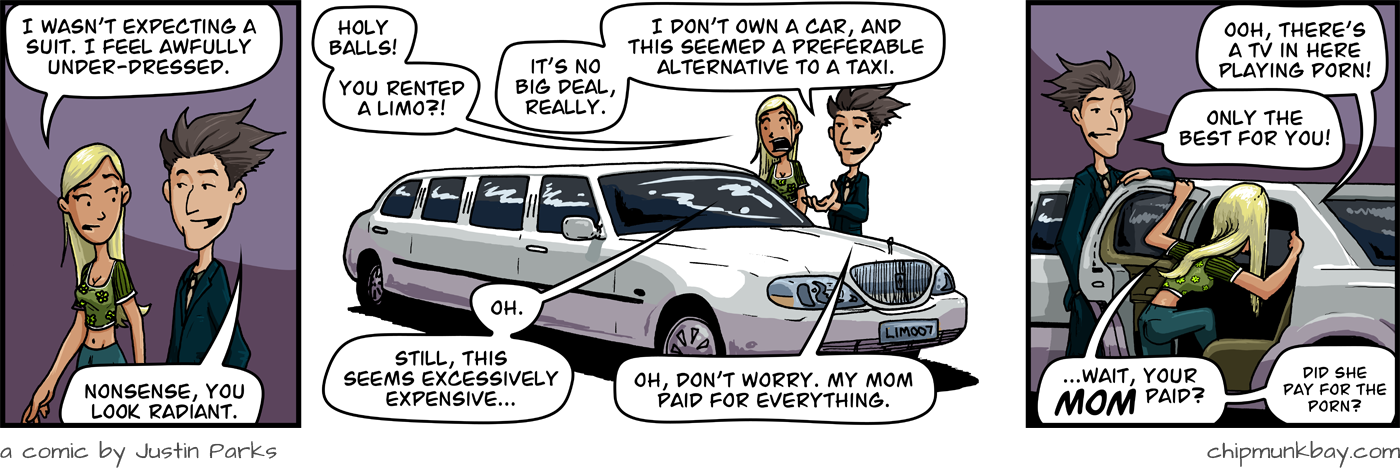 I WASN'T EXPECTING A
SUIT. I FEEL AWFULLY
UNDER-DRESSED.
NONSENSE, YOU
LOOK RADIANT.
HOLY
BALLS!
YOU RENTED
A LIMO?!
IT'S NO
BIG DEAL,
REALLY.
I DON'T OWN A CAR, AND
THIS SEEMED A PREFERABLE
ALTERNATIVE TO A TAXI.
OH.
STILL, THIS
SEEMS EXCESSIVELY
EXPENSIVE...
OH, DON'T WORRY. MY MOM
PAID FOR EVERYTHING.
LIMO07
OOH, THERE'S
A TV IN HERE
PLAYING PORN!
ONLY THE
BEST FOR YOU!
...WAIT, YOUR
MOM PAID?
DID SHE
PAY FOR THE
PORN?
a comic by Justin Parks
chipmunkbay.com